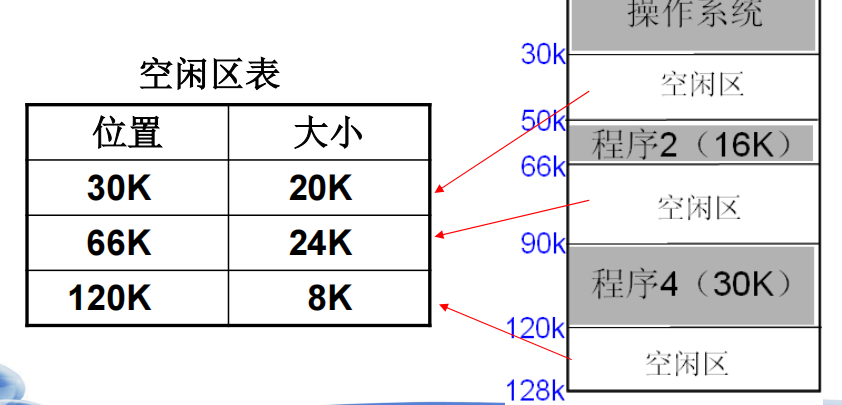 空闲区表
位置 大小
30K 20K
66K 24K
120K 8K
操作系统
30k
空闲区
50k
程序2（16K）
66k
空闲区
90k
程序4（30K）
120k
空闲区
128k